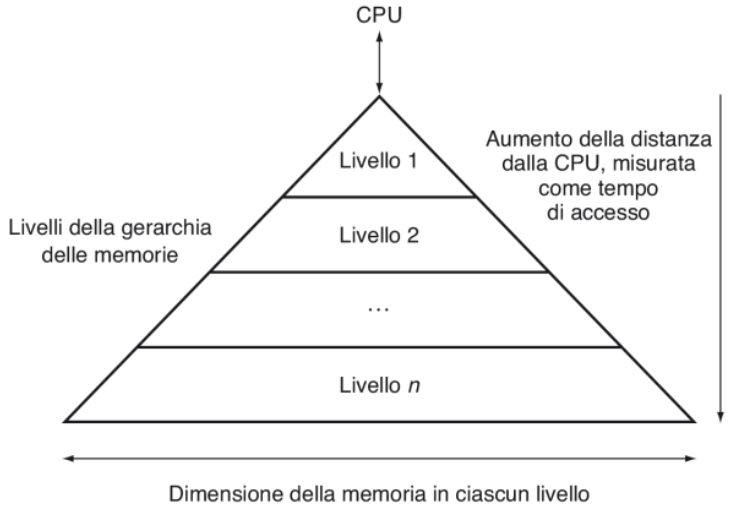 CPU
Livello 1
Aumento della distanza
dalla CPU, misurata
come tempo
di accesso
Livelli della gerarchia
delle memorie
Livello 2
...
Livello n
Dimensione della memoria in ciascun livello